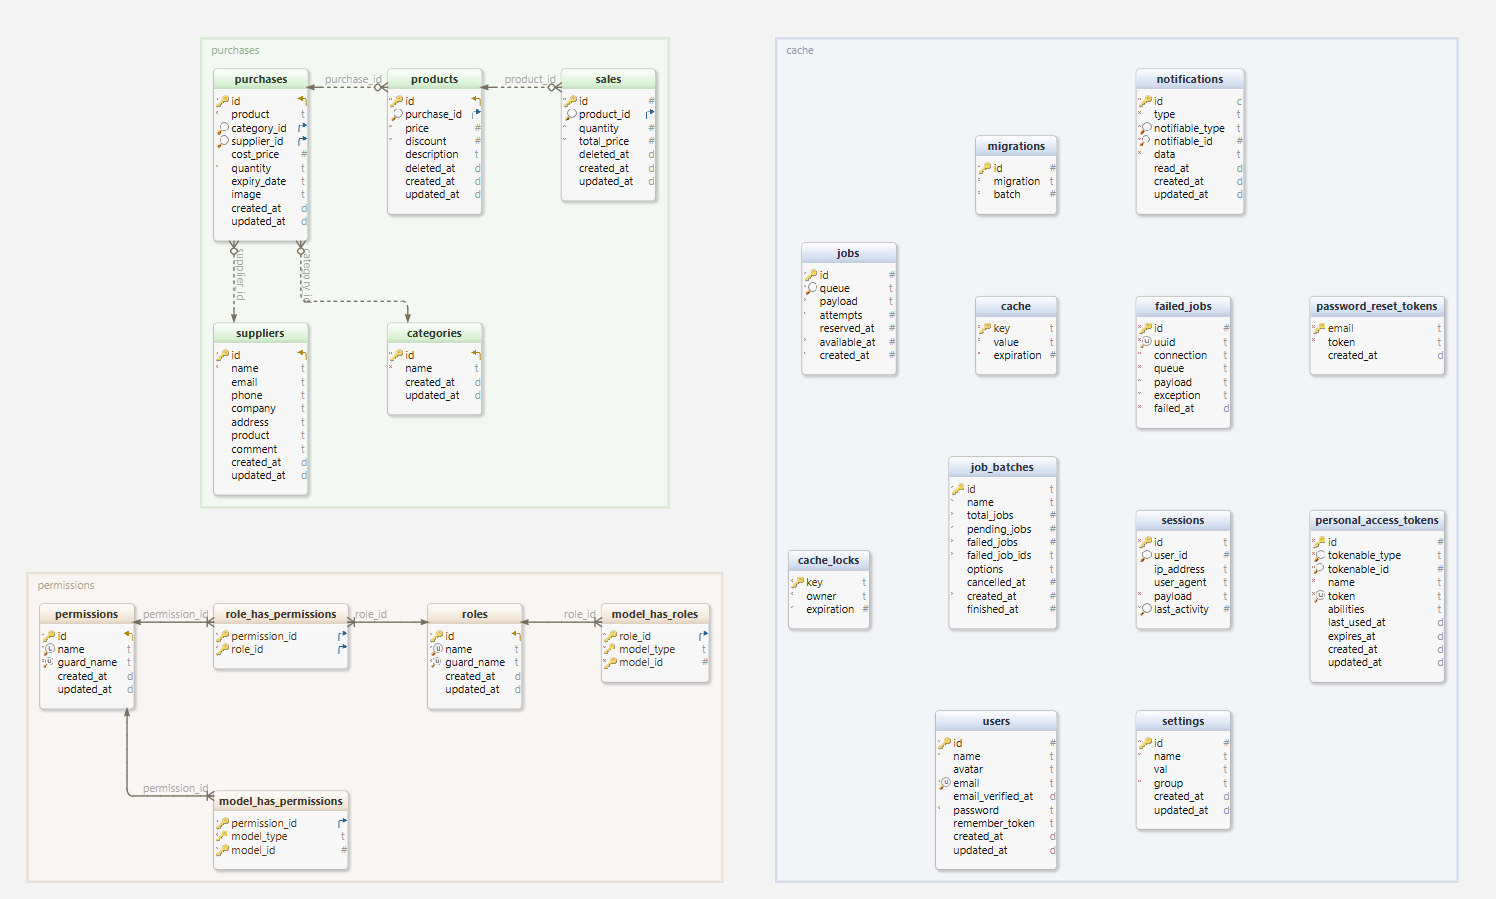 purchases
purchases
id
product t
category_id
supplier_id
cost_price #
quantity t
expiry_date t
image t
created_at d
updated_at d
purchase_id
products
id
purchase_id
price #
discount #
description t
deleted_at d
created_at d
updated_at d
product_id
sales
id #
product_id
quantity #
total_price #
deleted_at d
created_at d
updated_at d
supplier_id
category_id
suppliers
id
name t
email t
phone t
company t
address t
product t
comment t
created_at d
updated_at d
categories
id
name t
created_at d
updated_at d
permissions
permissions
id
name t
guard_name t
created_at d
updated_at d
permission_id
role_has_permissions
permission_id
role_id
role_id
roles
id
name t
guard_name t
created_at d
updated_at d
role_id
model_has_roles
role_id
model_type t
model_id #
permission_id
model_has_permissions
permission_id
model_type t
model_id #
cache
notifications
id c
type t
notifiable_type t
notifiable_id #
data t
read_at d
created_at d
updated_at d
migrations
id #
migration t
batch #
jobs
id #
queue t
payload t
attempts #
reserved_at #
available_at #
created_at #
cache
key t
value t
expiration #
failed_jobs
id #
uuid t
connection t
queue t
payload t
exception t
failed_at d
password_reset_tokens
email t
token t
created_at d
job_batches
id t
name t
total_jobs #
pending_jobs #
failed_jobs #
failed_job_ids t
options t
cancelled_at #
created_at #
finished_at #
cache_locks
key t
owner t
expiration #
sessions
id t
user_id #
ip_address t
user_agent t
payload t
last_activity #
personal_access_tokens
id #
tokenable_type t
tokenable_id #
name t
token t
abilities t
last_used_at d
expires_at d
created_at d
updated_at d
users
id #
name t
avatar t
email t
email_verified_at d
password t
remember_token t
created_at d
updated_at d
settings
id #
name t
val t
group t
created_at d
updated_at d